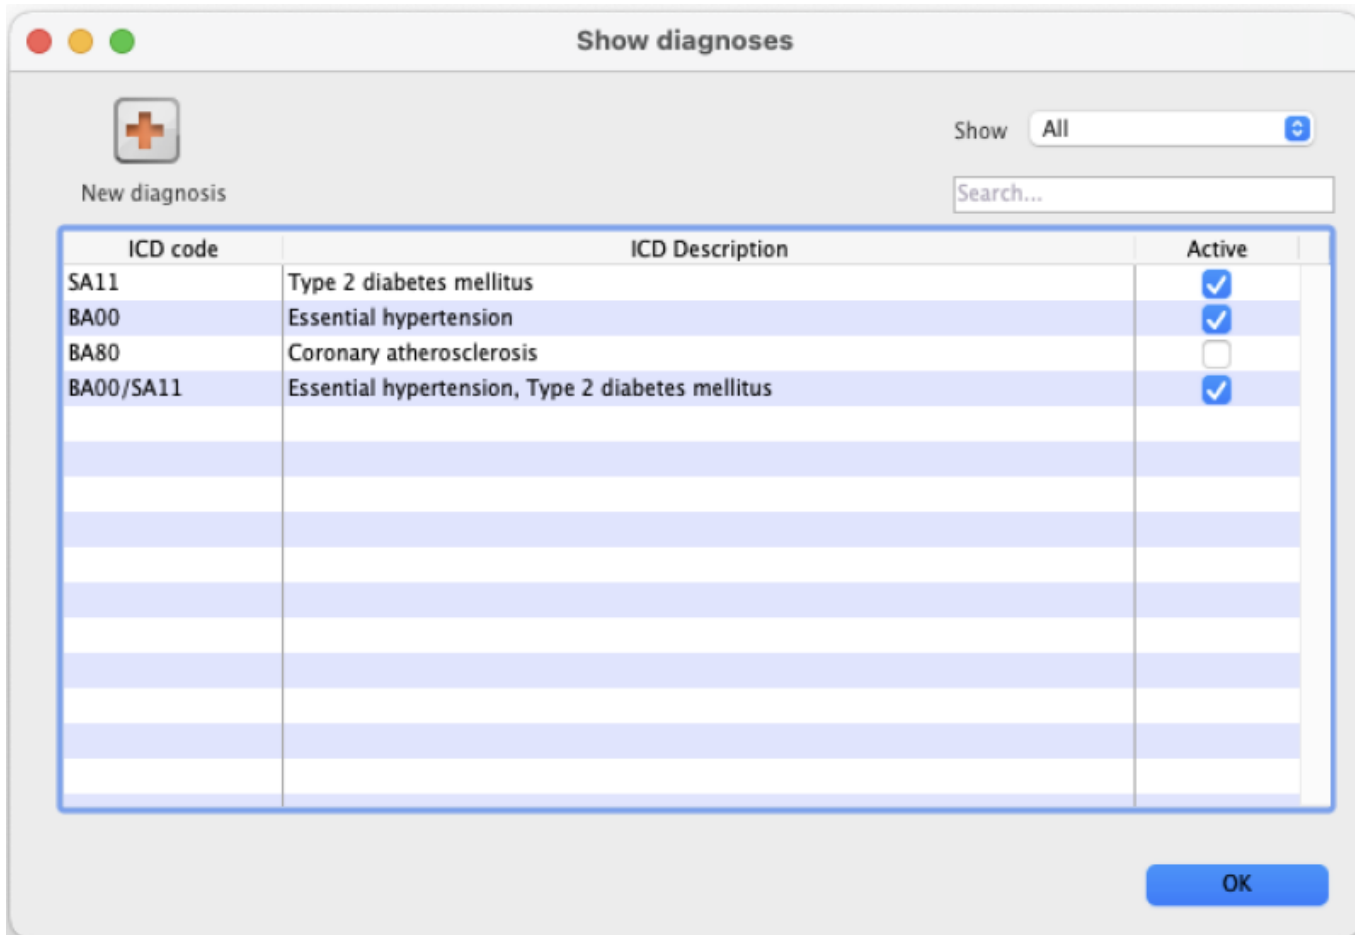 Show diagnoses
Show All
New diagnosis
Search...
ICD code ICD Description Active
SA11 Type 2 diabetes mellitus
BA00 Essential hypertension
BA80 Coronary atherosclerosis
BA00/SA11 Essential hypertension, Type 2 diabetes mellitus
OK